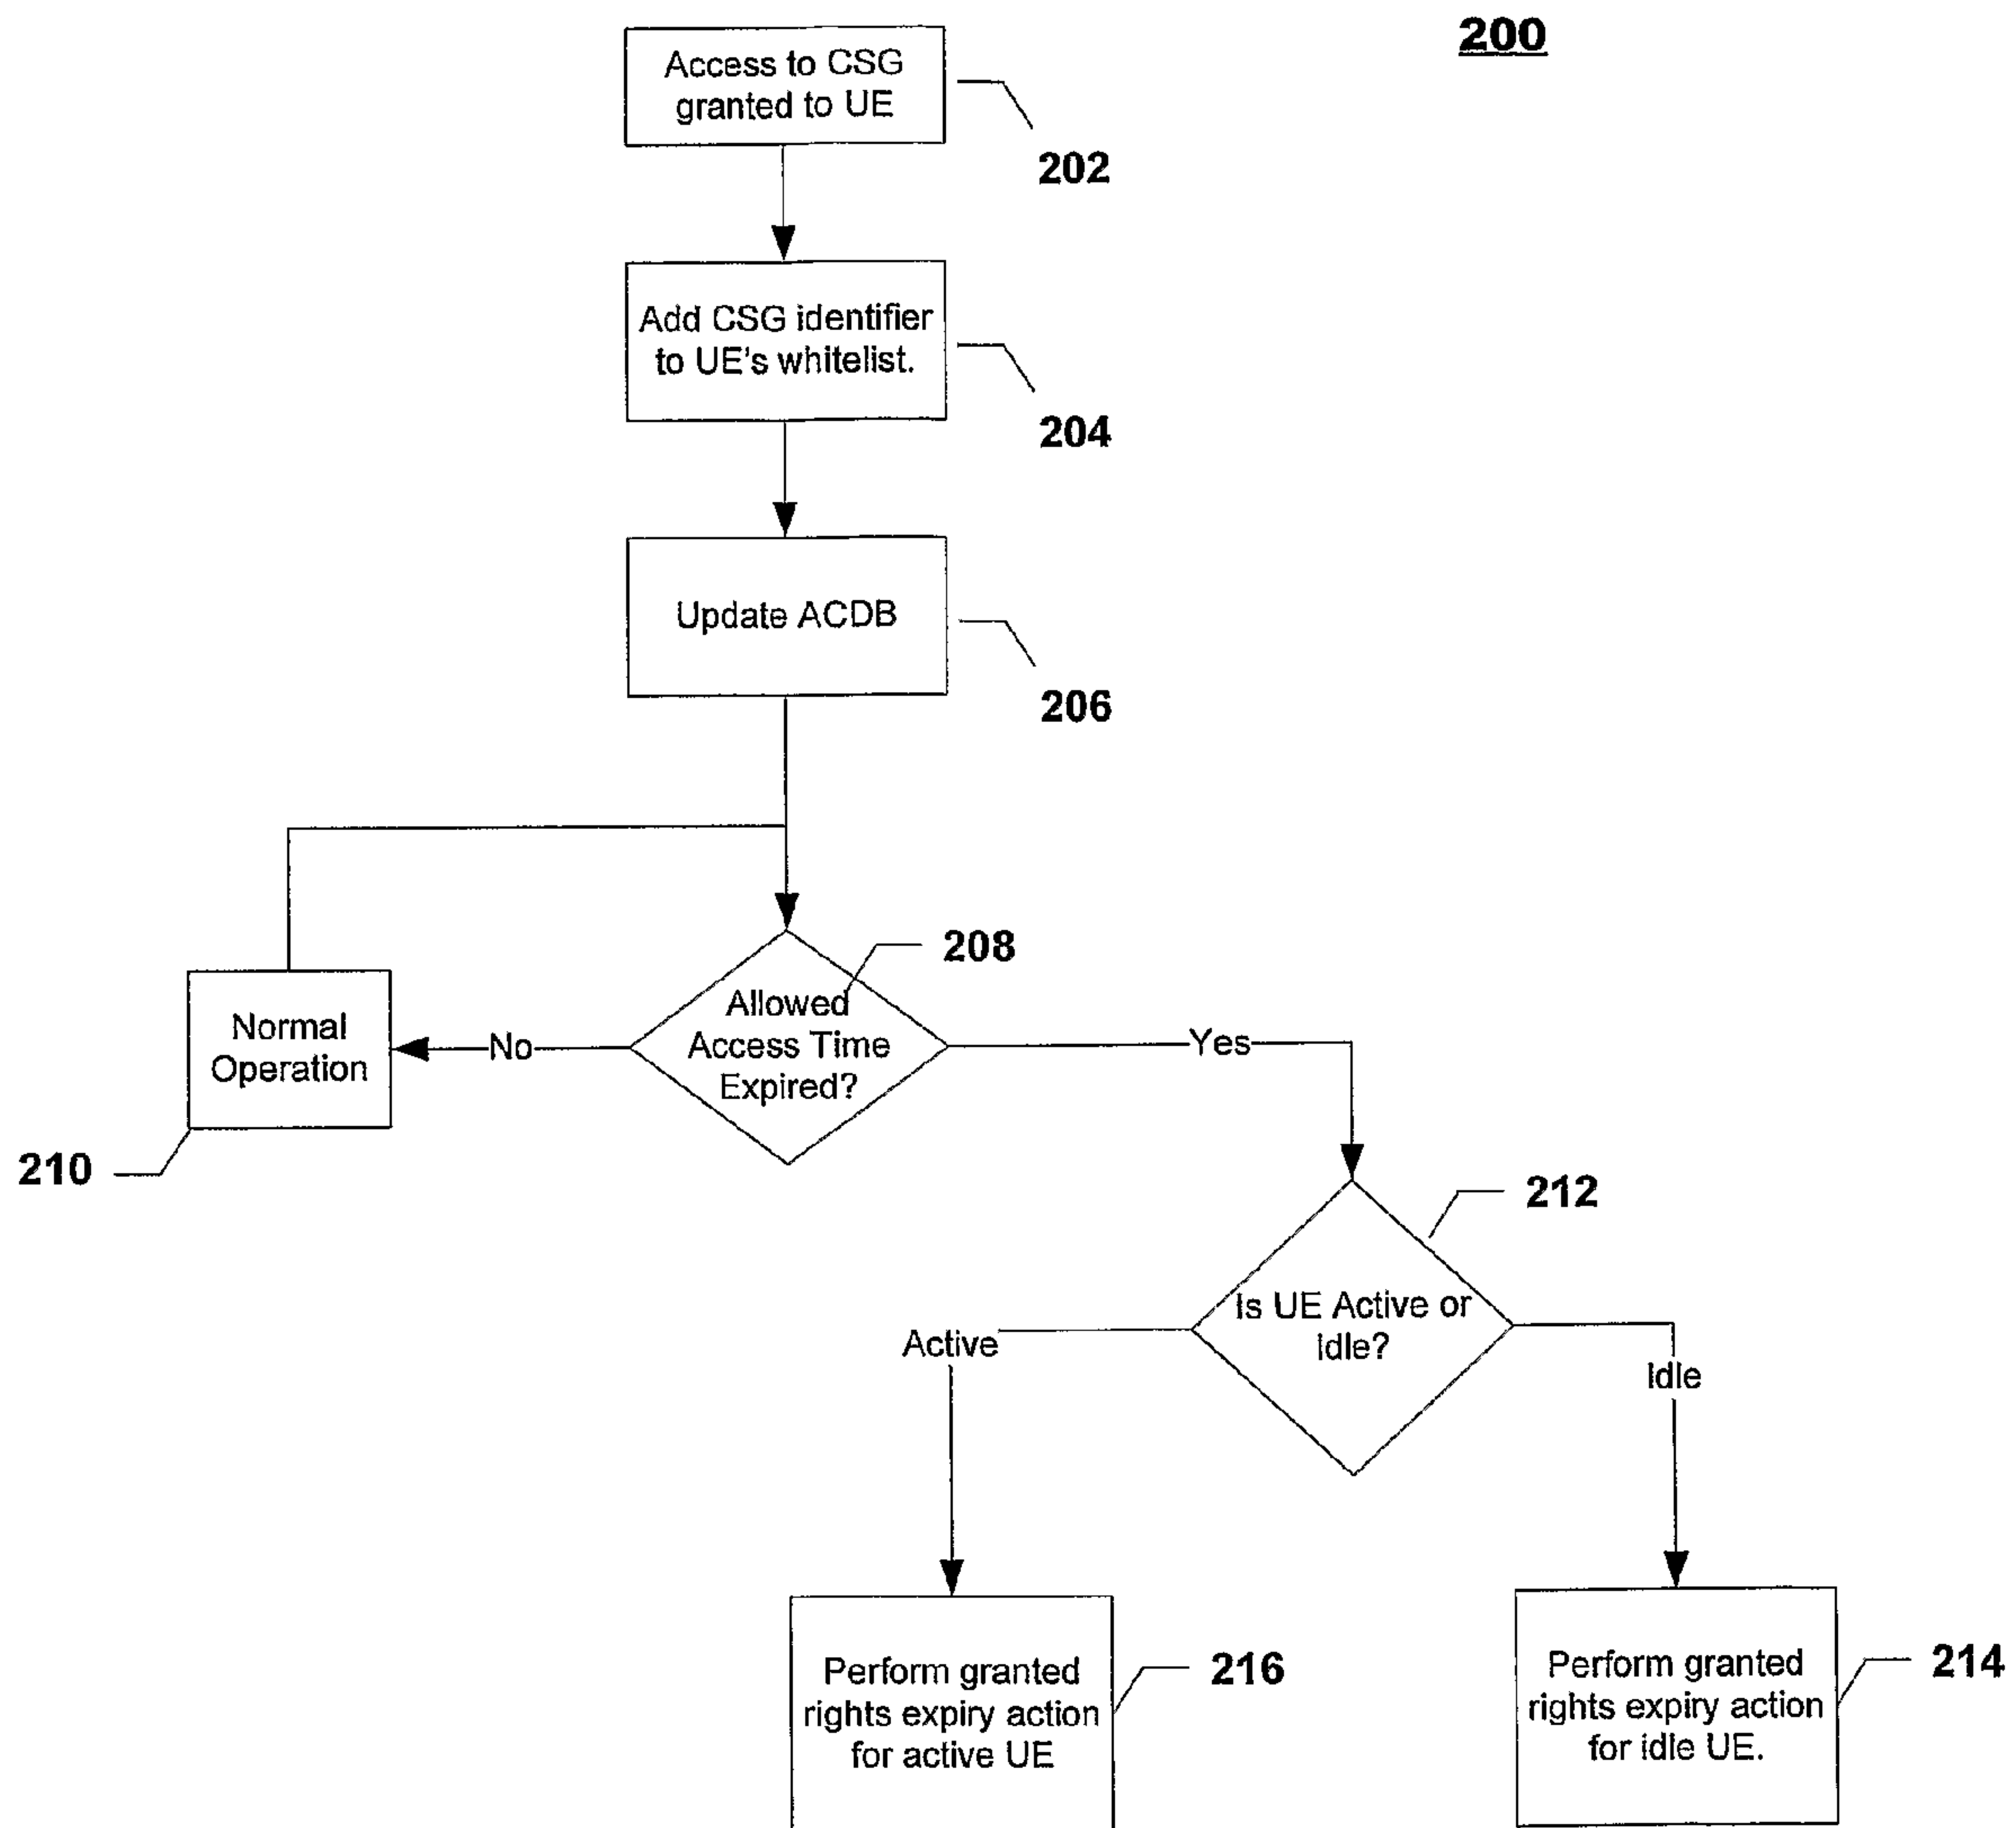 200
Access to CSG
granted to UE
202
Add CSG identifier
to UE's whitelist.
204
Update ACDB
206
208
Allowed
Access Time
Expired?
No
Yes
Normal
Operation
210
212
Is UE Active or
Idle?
Active
Idle
Perform granted
rights expiry action
for active UE
216
Perform granted
rights expiry action
for idle UE.
214